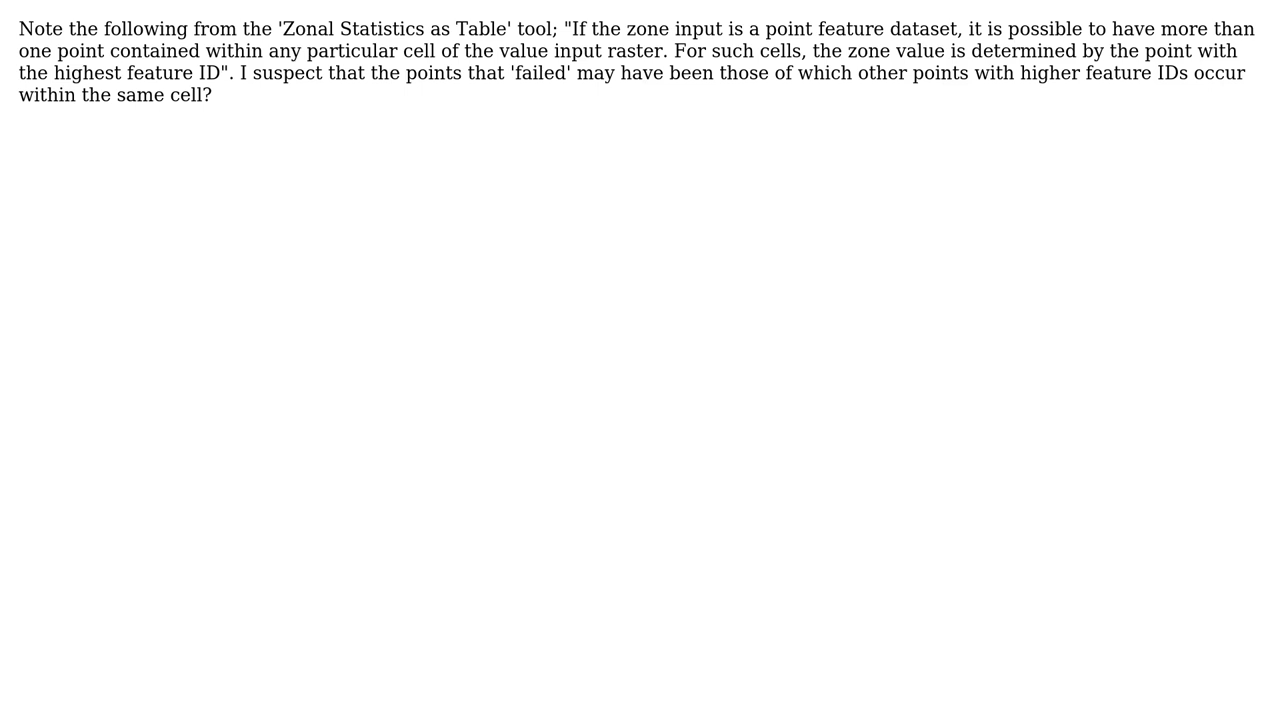 Note the following from the 'Zonal Statistics as Table' tool; "If the zone input is a point feature dataset, it is possible to have more than
one point contained within any particular cell of the value input raster. For such cells, the zone value is determined by the point with
the highest feature ID". I suspect that the points that 'failed' may have been those of which other points with higher feature IDs occur
within the same cell?